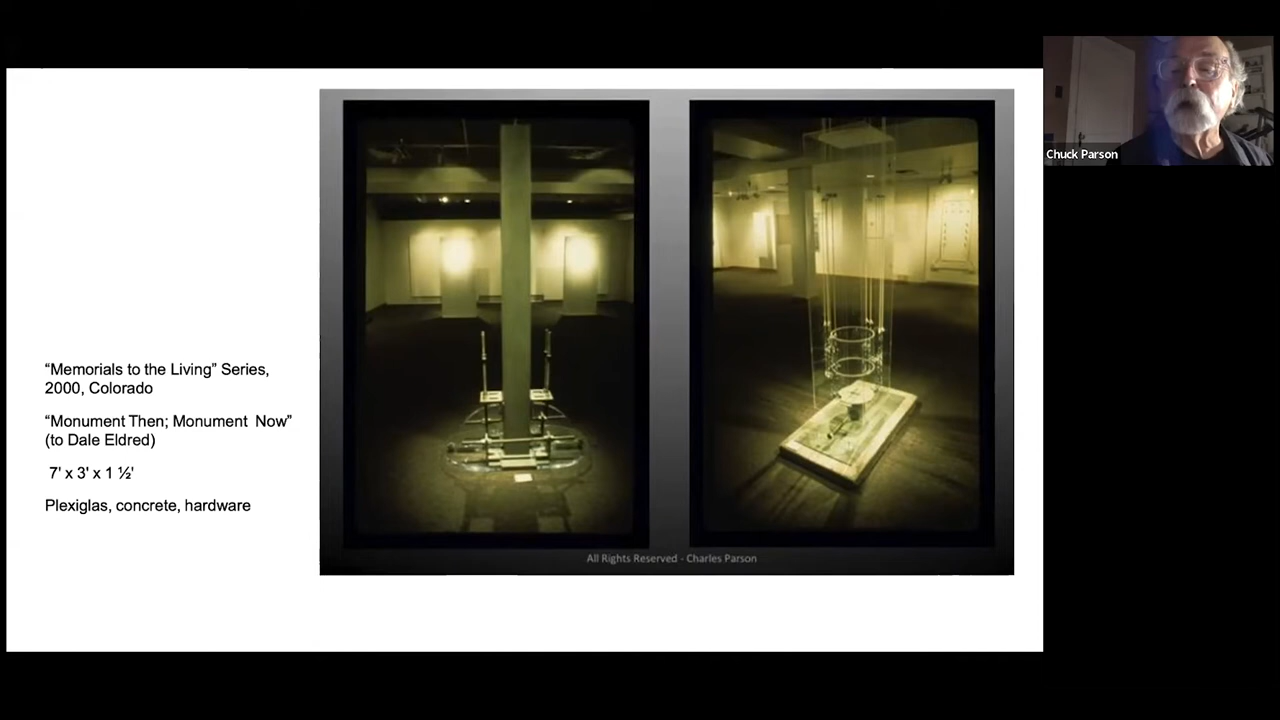 “Memorials to the Living” Series,
2000, Colorado
“Monument Then; Monument Now”
(to Dale Eldred)
7' x 3' x 1 ½'
Plexiglas, concrete, hardware
All Rights Reserved - Charles Parson
Chuck Parson